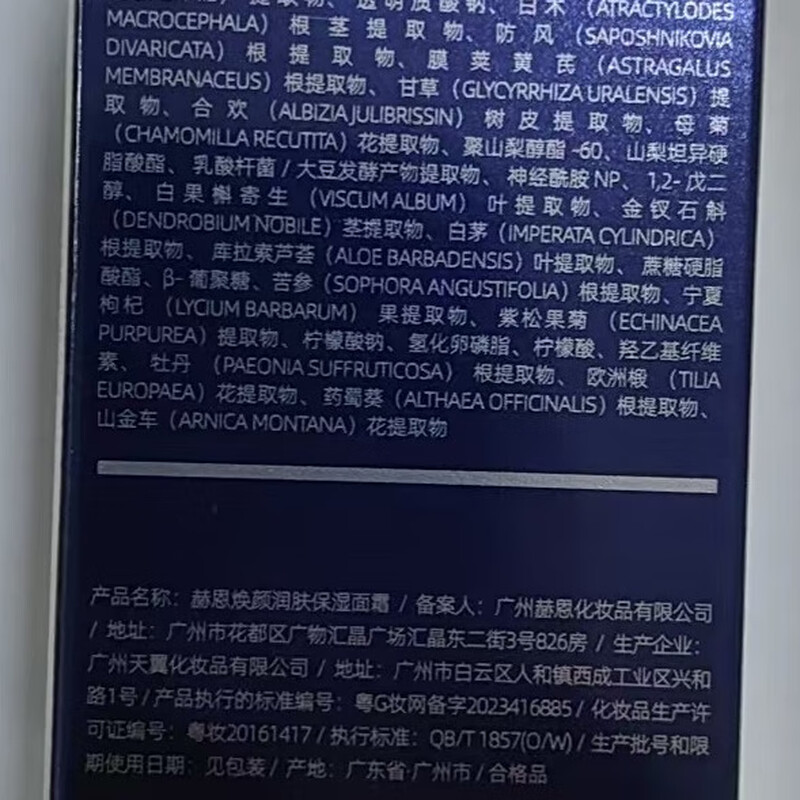 提取物、透明质酸钠、白术（ATRACTYLODES
MACROCEPHALA）根茎提取物、防风（SAPOSHNIKOVIA
DIVARICATA）根提取物、膜荚黄芪（ASTRAGALUS
MEMBRANACEUS）根提取物、甘草（GLYCYRRHIZA URALENSIS）提
取物、合欢（ALBIZIA JULIBRISSIN）树皮提取物、母菊
（CHAMOMILLA RECUTITA）花提取物、聚山梨醇酯-60、山梨坦异硬
脂酸酯、乳酸杆菌/大豆发酵产物提取物、神经酰胺NP、1,2-戊二
醇、白果槲寄生（VISCUM ALBUM）叶提取物、金钗石斛
（DENDROBIUM NOBILE）茎提取物、白茅（IMPERATA CYLINDRICA）
根提取物、库拉索芦荟（ALOE BARBADENSIS）叶提取物、蔗糖硬脂
酸酯、β-葡聚糖、苦参（SOPHORA ANGUSTIFOLIA）根提取物、宁夏
枸杞（LYCIUM BARBARUM）果提取物、紫松果菊（ECHINACEA
PURPUREA）提取物、柠檬酸钠、氢化卵磷脂、柠檬酸、羟乙基纤维
素、牡丹（PAEONIA SUFFRUTICOSA）根提取物、欧洲椴（TILIA
EUROPAEA）花提取物、药蜀葵（ALTHAEA OFFICINALIS）根提取物、
山金车（ARNICA MONTANA）花提取物
产品名称：赫恩焕颜润肤保湿面霜/备案人：广州赫恩化妆品有限公司
/地址：广州市花都区广物汇晶广场汇晶东二街3号826房/生产企业：
广州天翼化妆品有限公司/地址：广州市白云区人和镇西成工业区兴和
路1号/产品执行的标准编号：粤G妆网备字2023416885/化妆品生产许
可证编号：粤妆20161417/执行标准：QB/T 1857(O/W)/生产批号和限
期使用日期：见包装/产地：广东省·广州市/合格品